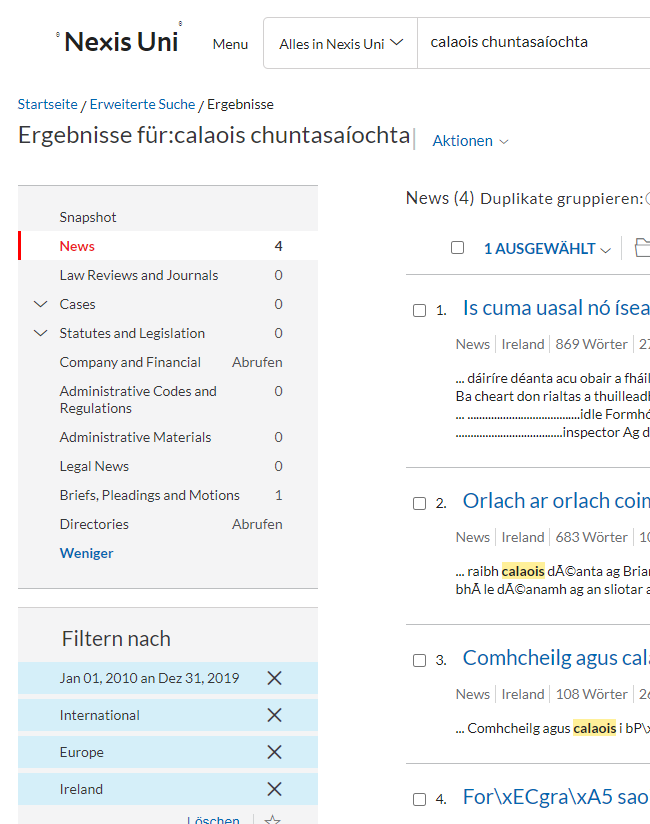 ® Nexis Uni®
Menu
Alles in Nexis Uni
calaois chuntasaíochta
Startseite / Erweiterte Suche / Ergebnisse
Ergebnisse für:calaois chuntasaíochta
Aktionen
Snapshot
News 4
Law Reviews and Journals 0
Cases 0
Statutes and Legislation 0
Company and Financial Abrufen
Administrative Codes and
Regulations 0
Administrative Materials 0
Legal News 0
Briefs, Pleadings and Motions 1
Directories Abrufen
Weniger
Filtern nach
Jan 01, 2010 an Dez 31, 2019
International
Europe
Ireland
Löschen
News (4) Duplikate gruppieren:
1 AUSGEWÄHLT
1. Is cuma uasal nó ísea
News | Ireland | 869 Wörter | 27
... dáiríre déanta acu obair a fháil
Ba cheart don rialtas a thuilleadh
... ......................................idle Formhó
....................................inspector Ag d
2. Orlach ar orlach coim
News | Ireland | 683 Wörter | 10
... raibh calaois dÃ©anta ag Brian
bhÃ­ le dÃ©anamh ag an sliotar a
3. Comhcheilg agus cala
News | Ireland | 108 Wörter | 26
... Comhcheilg agus calaois i bP\x
4. For\xECgra\xA5 sao